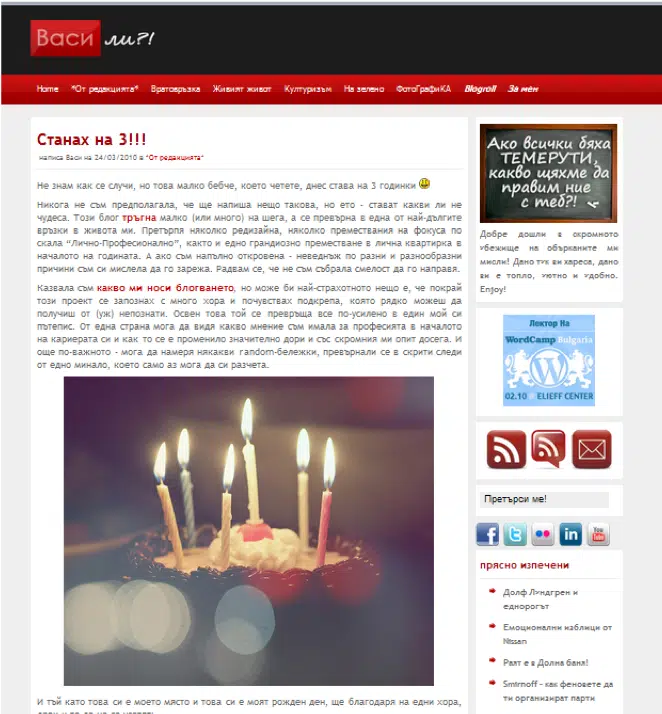 Васи ли?!
Home *От редакцията* Вратовръзка Живият живот Културизъм На зелено ФотоГрафиКА Blogroll За мен
Станах на 3!!!
написа Васи на 24/03/2010 в *От редакцията*
Не знам как се случи, но това малко бебче, което четете, днес става на 3 годинки
Никога не съм предполагала, че ще напиша нещо такова, но ето - стават какви ли не
чудеса. Този блог тръгна малко (или много) на шега, а се превърна в една от най-дългите
връзки в живота ми. Претърпя няколко редизайна, няколко премествания на фокуса по
скала “Лично-Професионално”, както и едно грандиозно преместване в лична квартирка в
началото на годината. А ако съм напълно откровена - неведнъж по разни и разнообразни
причини съм си мислела да го зарежа. Радвам се, че не съм събрала смелост да го направя.
Казвала съм какво ми носи блогването, но може би най-страхотното нещо е, че покрай
този проект се запознах с много хора и почувствах подкрепа, която рядко можеш да
получиш от (уж) непознати. Освен това той се превръща все по-усилено в един мой си
пътепис. От една страна мога да видя какво мнение съм имала за професията в началото
на кариерата си и как то се е променило значително дори и със скромния ми опит досега. И
още по-важното - мога да намеря някакви random-бележки, превърнали се в скрити следи
от едно минало, което само аз мога да си разчета.
И тъй като това си е моето място и това си е моят рожден ден, ще благодаря на едни хора,
Ако всички бяха
ТЕМЕРУТИ,
какво щяхме да
правим ние
с теб?!
Добре дошли в скромното
убежище на обърканите ми
мисли! Дано тук ви хареса, дано
ви е топло, уютно и удобно.
Enjoy!
Лектор На
WordCamp Bulgaria
02.10 @ ELIEFF CENTER
Претърси ме!
You
Tube
прясно изпечени
Долф Лундгрен и
еднорогът
Емоционални изблици от
Nissan
Раят е в Долна баня!
Smirnoff - как феновете да
ти организират парти